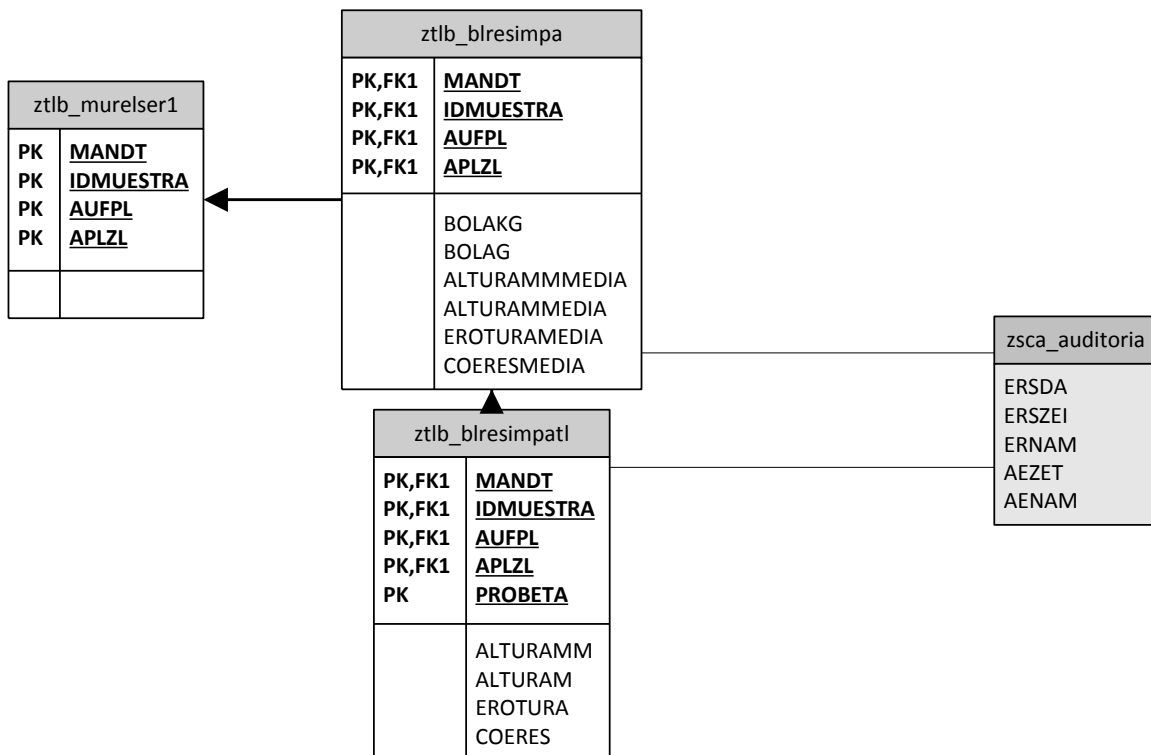 ztlb_blresimpa
PK,FK1 MANDT
PK,FK1 IDMUESTRA
PK,FK1 AUFPL
PK,FK1 APLZL
BOLAKG
BOLAG
ALTURAMMMEDIA
ALTURAMMEDIA
EROTURAMEDIA
COERESMEDIA
ztlb_murelser1
PK MANDT
PK IDMUESTRA
PK AUFPL
PK APLZL
zsca_auditoria
ERSDA
ERSZEI
ERNAM
AEZET
AENAM
ztlb_blresimpatl
PK,FK1 MANDT
PK,FK1 IDMUESTRA
PK,FK1 AUFPL
PK,FK1 APLZL
PK PROBETA
ALTURAMM
ALTURAM
EROTURA
COERES